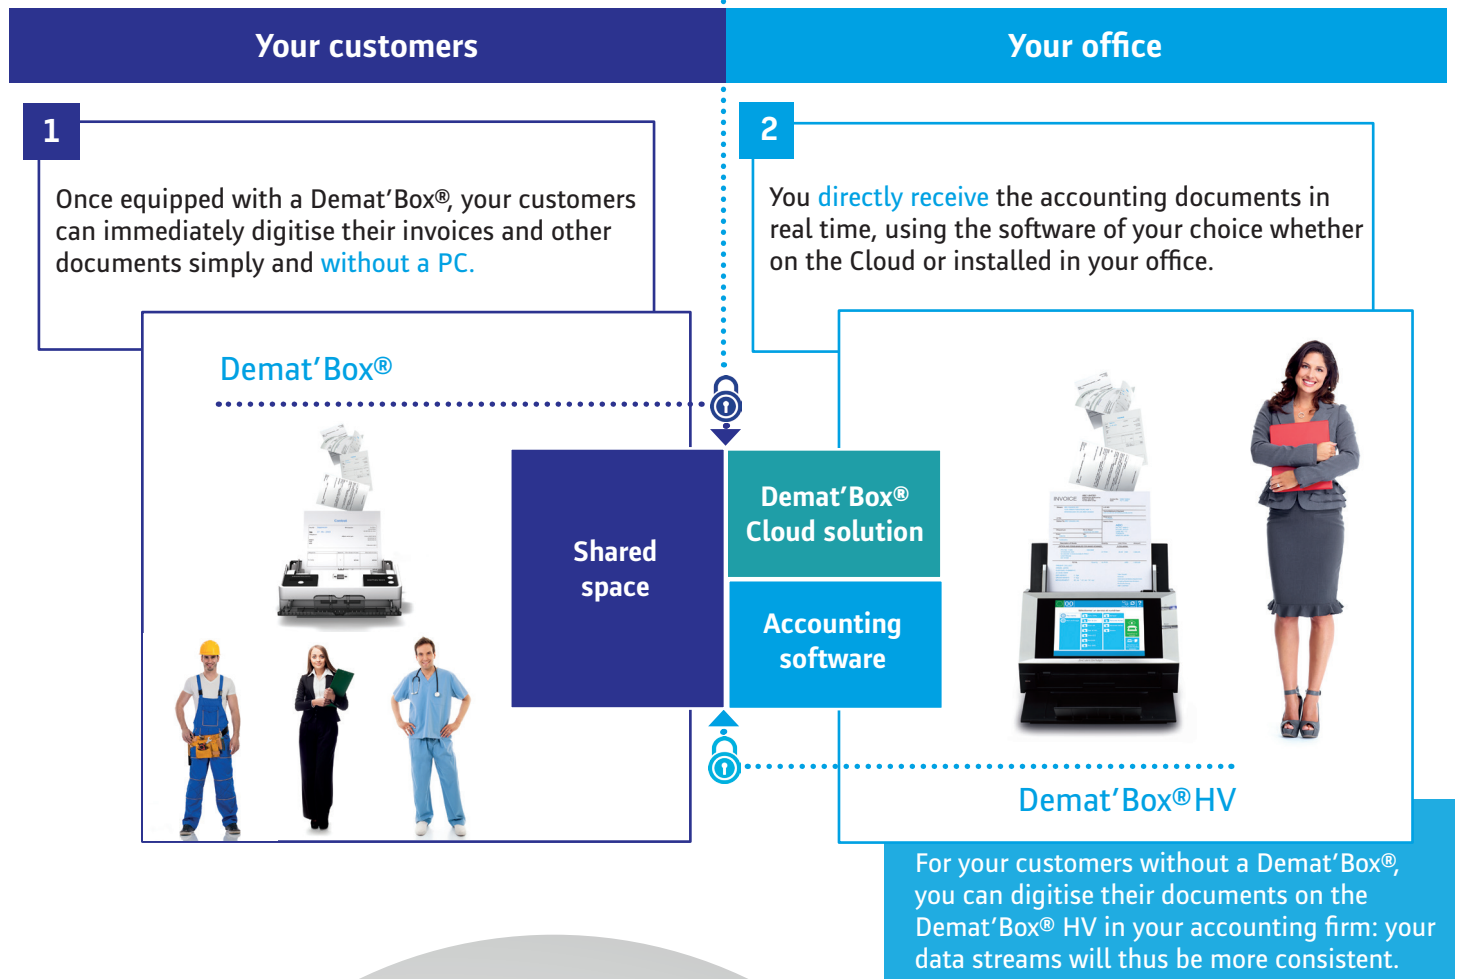 Your customers
Your office
1
Once equipped with a Demat'Box®, your customers
can immediately digitise their invoices and other
documents simply and without a PC.
2
You directly receive the accounting documents in
real time, using the software of your choice whether
on the Cloud or installed in your office.
Demat'Box®
Shared
space
Demat'Box®
Cloud solution
Accounting
software
INVOICE
Demat'Box®HV
For your customers without a Demat'Box®,
you can digitise their documents on the
Demat'Box® HV in your accounting firm: your
data streams will thus be more consistent.